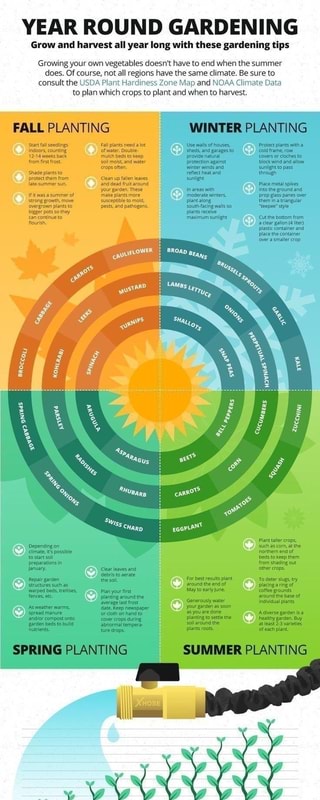 YEAR ROUND GARDENING
Grow and harvest all year long with these gardening tips
Growing your own vegetables doesn't have to end when the summer
does. Of course, not all regions have the same climate. Be sure to
consult the USDA Plant Hardiness Zone Map and NOAA Climate Data
to plan which crops to plant and when to harvest.
FALL PLANTING
Start fall seedlings
indoors, counting
12-14 weeks back
from first frost.
Shade plants to
protect them from
late summer sun.
If it was a summer of
strong growth, move
overgrown plants to
bigger pots so they
can continue to
flourish.
Fall plants need a lot
of water. Double-
mulch beds to keep
soil moist, and water
crops often.
Clean up fallen leaves
and dead fruit around
your garden. These
make plants more
susceptible to mold,
pests, and pathogens.
WINTER PLANTING
Use walls of houses,
sheds, and garages to
provide natural
protection against
winter winds and
reflect heat and
sunlight
In areas with
moderate winters,
plant along
south-facing walls so
plants receive
maximum sunlight
Protect plants with a
cold frame, row
covers or cloches to
block wind and allow
sunlight to pass
through
Place metal spikes
into the ground and
prop glass panes over
them in a triangular
"teepee" style
Cut the bottom from
a clear gallon (4 liter)
plastic container and
place the container
over a smaller crop
BROCCOLI
CABBAGE
CARROTS
CAULIFLOWER
KOHLRABI
LEEKS
MUSTARD
SPINACH
TURNIPS
BROAD BEANS
BRUSSELS SPROUTS
GARLIC
KALE
LAMBS LETTUCE
ONIONS
PERPETUAL SPINACH
SHALLOTS
SNAP PEAS
SPRING CABBAGE
SPRING ONIONS
SWISS CHARD
PARSLEY
RADISHES
RHUBARB
ARUGULA
ASPARAGUS
BELL PEPPERS
BEETS
CUCUMBERS
CORN
CARROTS
ZUCCHINI
SQUASH
TOMATOES
EGGPLANT
Depending on
climate, it's possible
to start soil
preparations in
January.
Repair garden
structures such as
warped beds, trellises,
fences, etc.
As weather warms,
spread manure
and/or compost into
garden beds to build
nutrients.
Clear leaves and
debris to aerate
the soil.
Plan your first
planting around the
average last frost
date. Keep newspaper
or cloth on hand to
cover crops during
abnormal tempera-
ture drops.
SPRING PLANTING
For best results plant
around the end of
May to early June.
Generously water
your garden as soon
as you are done
planting to settle the
soil around the
plants roots.
Plant taller crops,
such as corn, at the
northern end of
beds to keep them
from shading out
other crops.
To deter slugs, try
placing a ring of
coffee grounds
around the base of
individual plants
A diverse garden is a
healthy garden. Buy
at least 2-3 varieties
of each plant.
SUMMER PLANTING
XHOSE